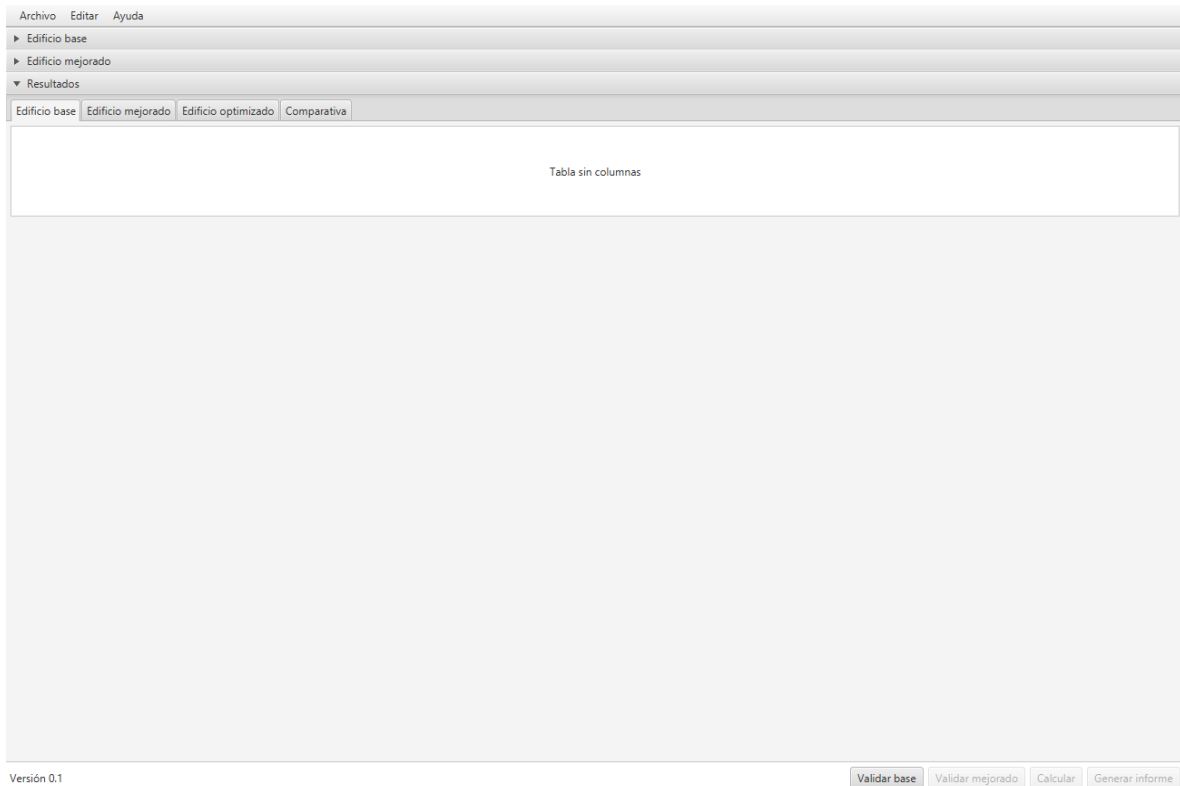 Archivo Editar Ayuda
Edificio base
Edificio mejorado
Resultados
Edificio base Edificio mejorado Edificio optimizado Comparativa
Tabla sin columnas
Versión 0.1 Validar base Validar mejorado Calcular Generar informe